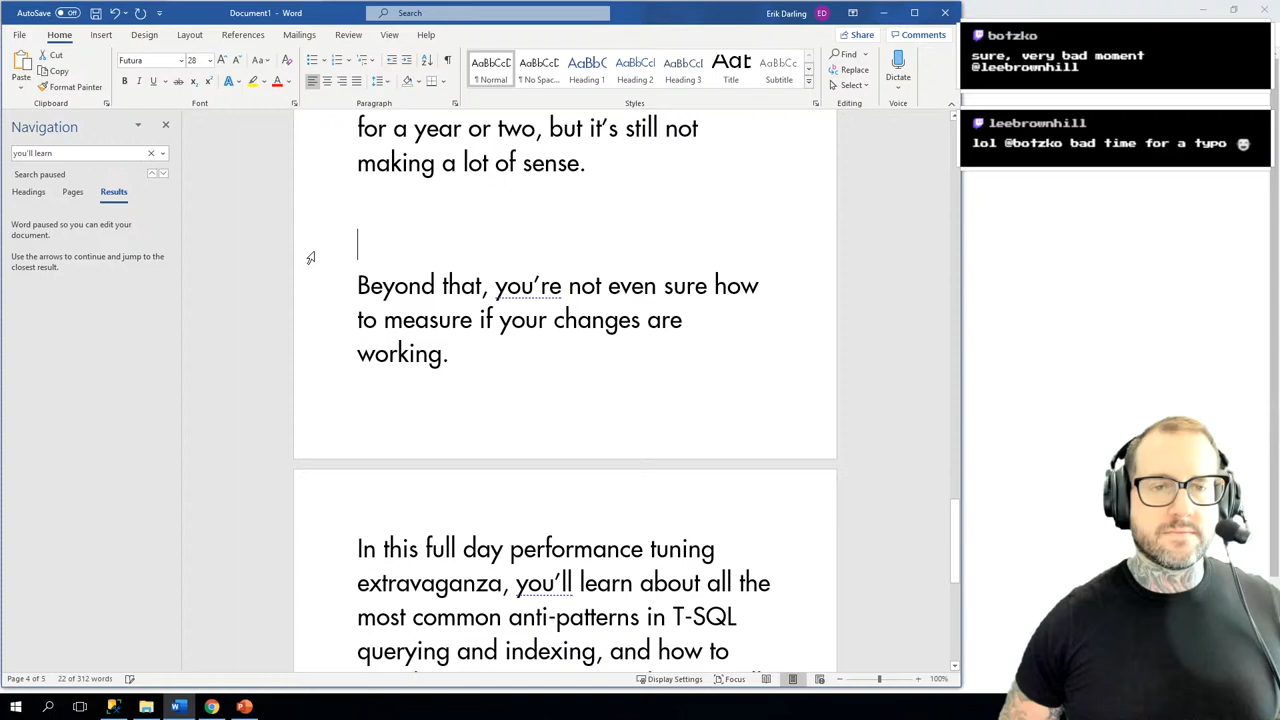 AutoSave Off
Document1 - Word
Search
Erik Darling ED
File Home Insert Draw Design Layout References Mailings Review View Share Comments
Paste
Cut
Copy
Format Painter
Clipboard
Futura 28
Font
Paragraph
AaBbCcD AaBbCcD AaBbC AaBbCcI AaBbCcI Aab AaBbCcC
¶ Normal ¶ No Spac... Heading 1 Heading 2 Heading 3 Title Subtitle
Styles
Find
Replace
Select
Editing
Dictate
Voice
Navigation
you'll learn
Search paused
Headings Pages Results
Word paused so you can edit your
document.
Use the arrows to continue and jump to the
closest result.
for a year or two, but it's still not
making a lot of sense.
Beyond that, you're not even sure how
to measure if your changes are
working.
In this full day performance tuning
extravaganza, you'll learn about all the
most common anti-patterns in T-SQL
querying and indexing, and how to
Page 4 of 5 22 of 312 words
Display Settings Focus 100%
botzko
sure, very bad moment
@leebrownhill
leebrownhill
lol @botzko bad time for a typo